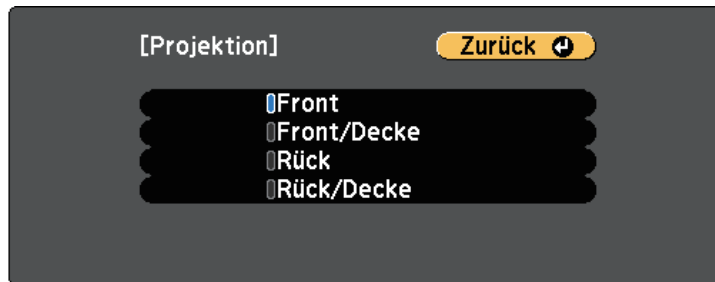 [Projektion] Zurück
Front
Front/Decke
Rück
Rück/Decke